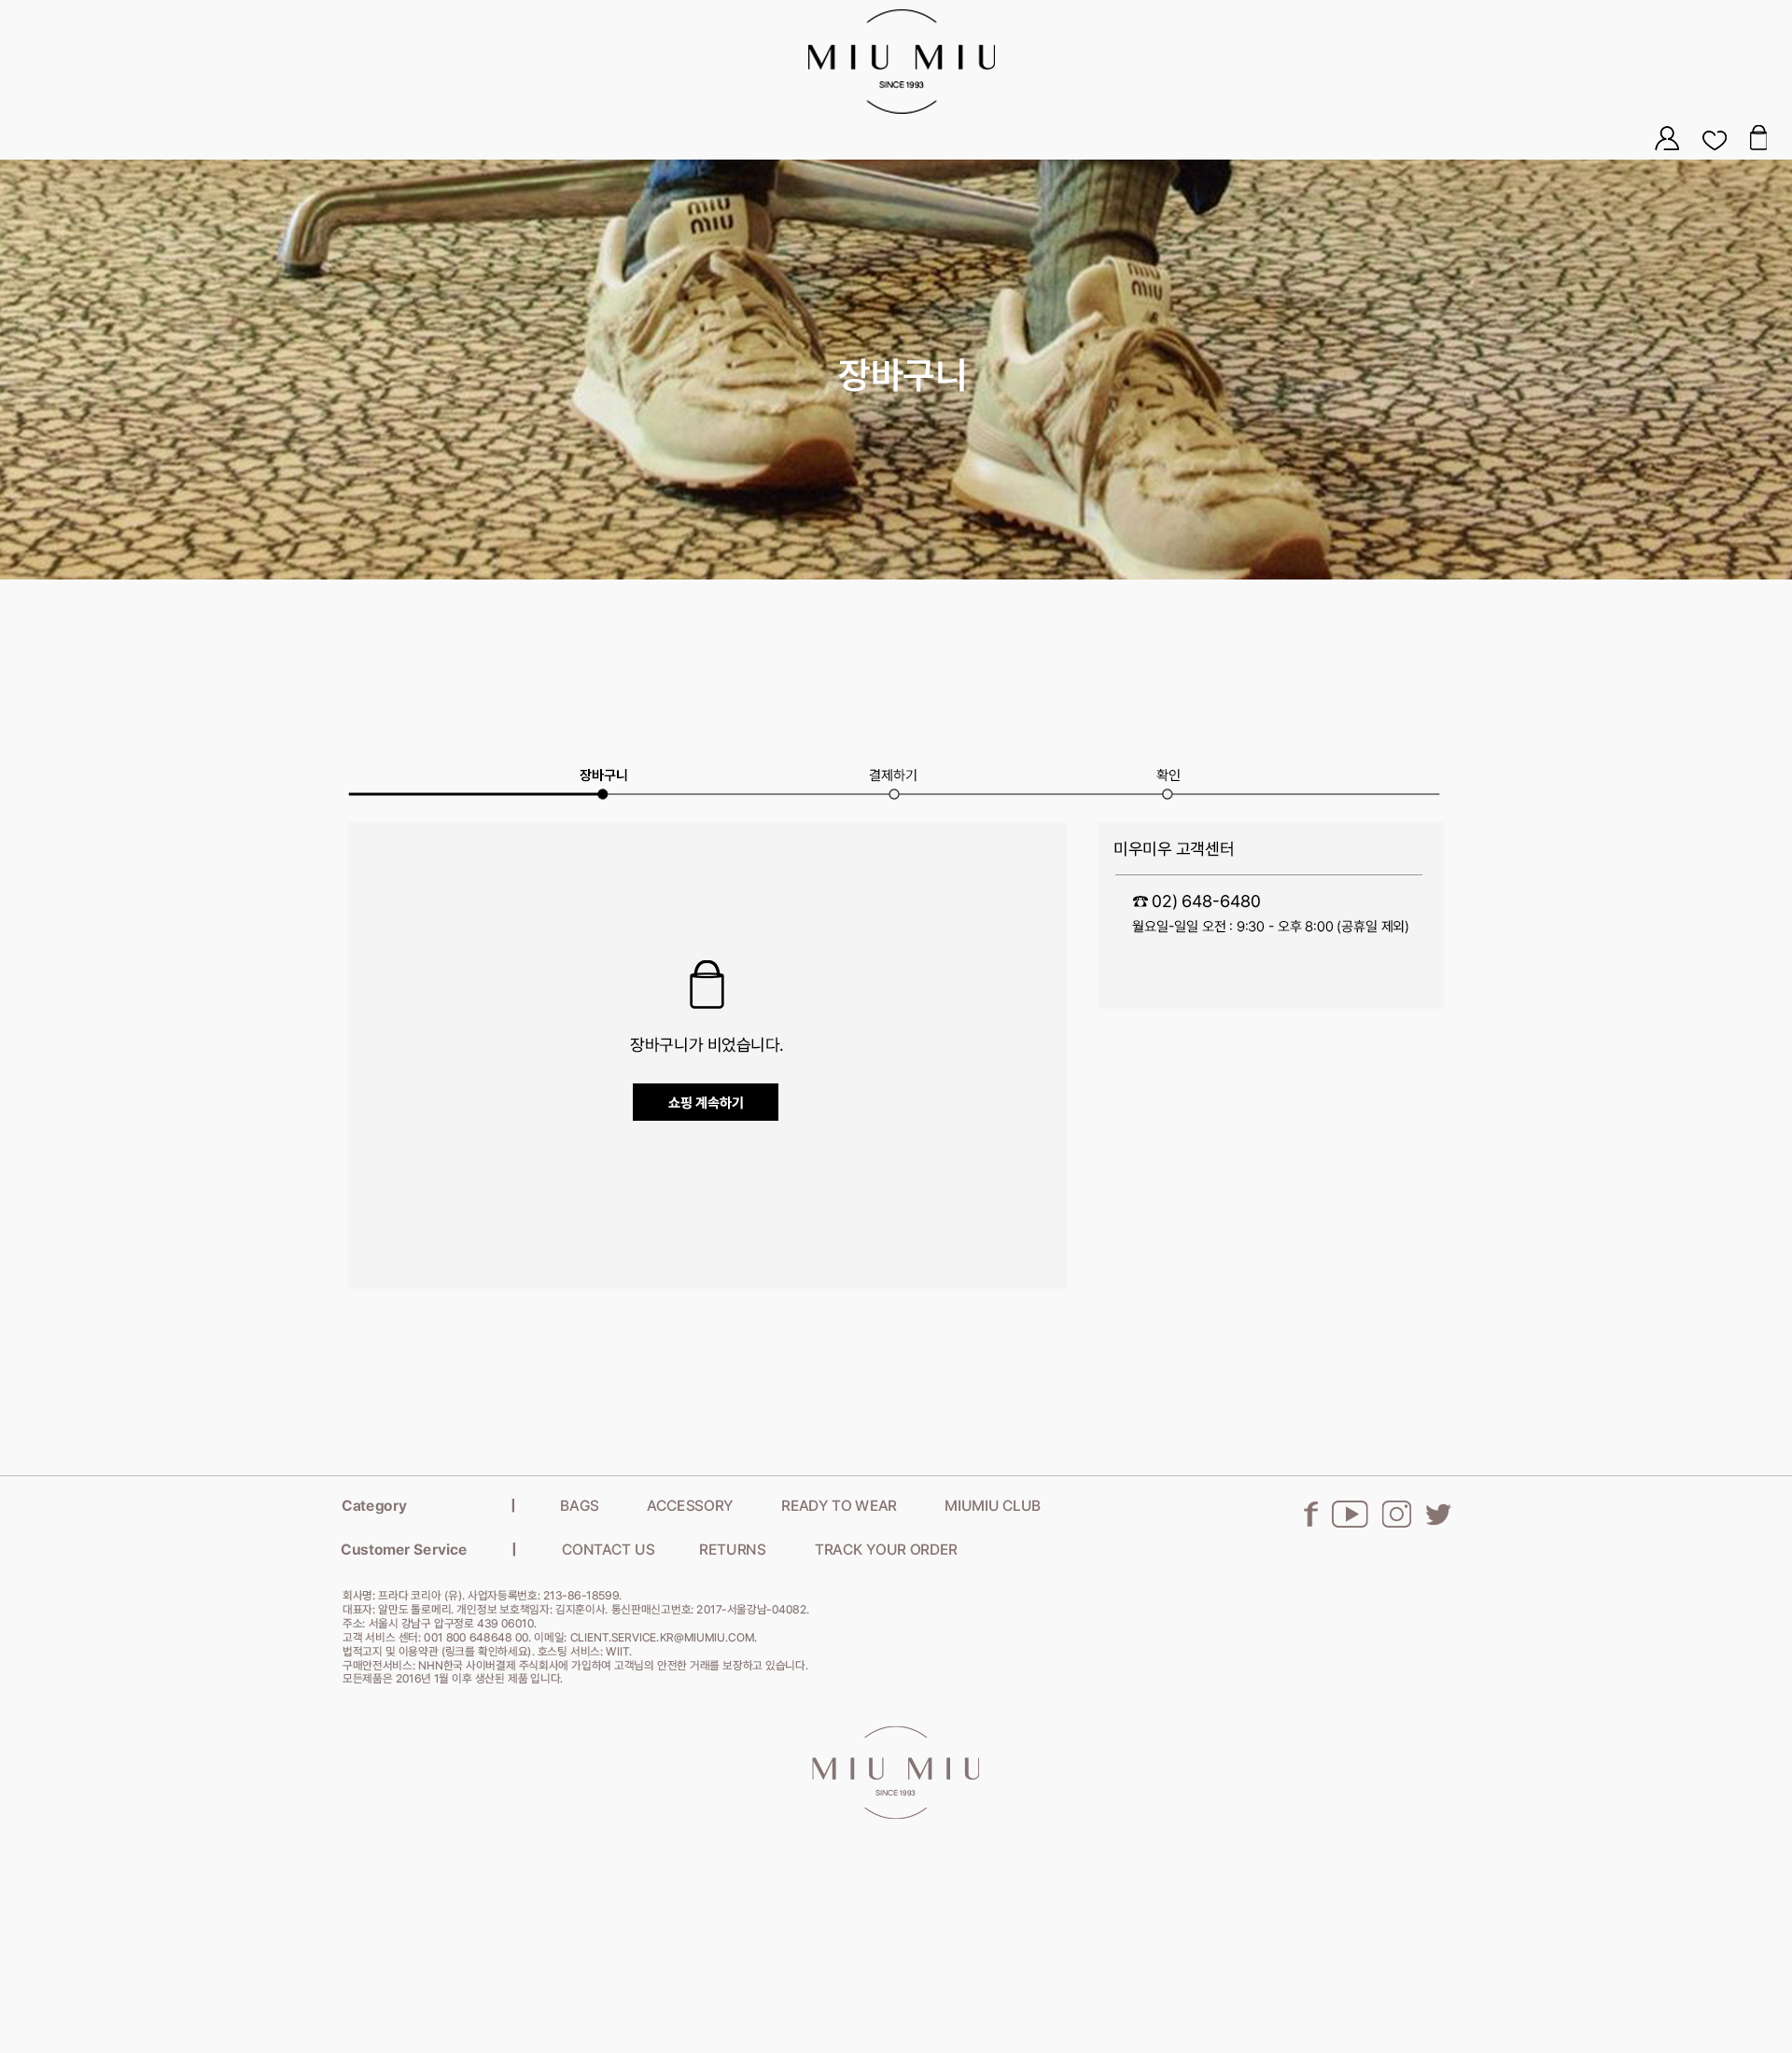 MIU MIU
SINCE 1993
MIU
MIU
MIU
MIU
장바구니
장바구니
결제하기
확인
미우미우 고객센터
☎ 02) 648-6480
월요일-일일 오전 : 9:30 - 오후 8:00 (공휴일 제외)
장바구니가 비었습니다.
쇼핑 계속하기
Category | BAGS ACCESSORY READY TO WEAR MIUMIU CLUB
Customer Service | CONTACT US RETURNS TRACK YOUR ORDER
회사명: 프라다 코리아 (유). 사업자등록번호: 213-86-18599.
대표자: 알만도 톨로메리. 개인정보 보호책임자: 김지훈이사. 통신판매신고번호: 2017-서울강남-04082.
주소: 서울시 강남구 압구정로 439 06010.
고객 서비스 센터: 001 800 648648 00. 이메일: CLIENT.SERVICE.KR@MIUMIU.COM.
법적고지 및 이용약관 (링크를 확인하세요). 호스팅 서비스: WIIT.
구매안전서비스: NHN한국 사이버결제 주식회사에 가입하여 고객님의 안전한 거래를 보장하고 있습니다.
모든제품은 2016년 1월 이후 생산된 제품 입니다.
MIU MIU
SINCE 1993